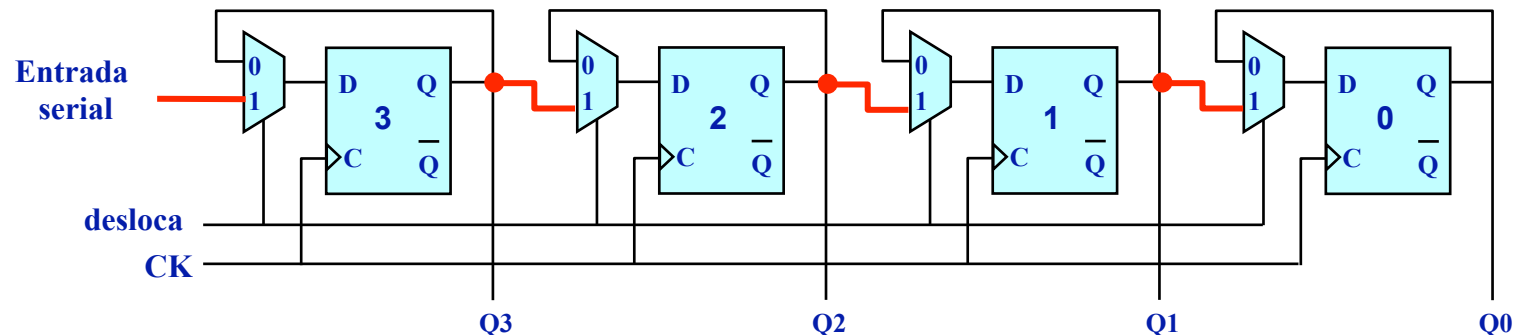 Entrada
serial
0
1
D Q
3
C Q
0
1
D Q
2
C Q
0
1
D Q
1
C Q
0
1
D Q
0
C Q
desloca
CK
Q3 Q2 Q1 Q0